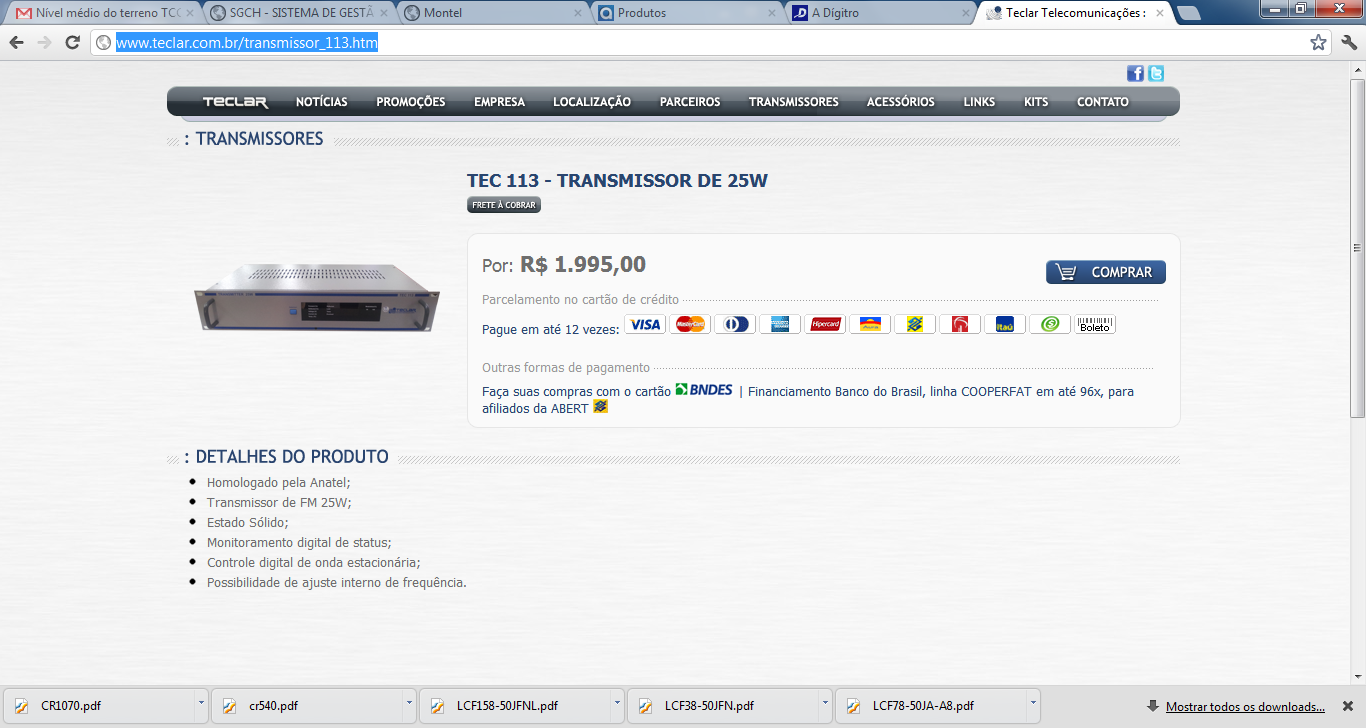 Nível médio do terreno TCC
SGCH - SISTEMA DE GESTÃ
Montel
Produtos
A Dígitro
Teclar Telecomunicações :
www.teclar.com.br/transmissor_113.htm
TECLAR NOTÍCIAS PROMOÇÕES EMPRESA LOCALIZAÇÃO PARCEIROS TRANSMISSORES ACESSÓRIOS LINKS KITS CONTATO
: TRANSMISSORES
TEC 113 - TRANSMISSOR DE 25W
FRETE À COBRAR
Por: R$ 1.995,00
COMPRAR
Parcelamento no cartão de crédito
Pague em até 12 vezes: VISA MasterCard Hipercard Itaú Boleto
Outras formas de pagamento
Faça suas compras com o cartão BNDES | Financiamento Banco do Brasil, linha COOPERFAT em até 96x, para
afiliados da ABERT
: DETALHES DO PRODUTO
Homologado pela Anatel;
Transmissor de FM 25W;
Estado Sólido;
Monitoramento digital de status;
Controle digital de onda estacionária;
Possibilidade de ajuste interno de frequência.
CR1070.pdf
cr540.pdf
LCF158-50JFNL.pdf
LCF38-50JFN.pdf
LCF78-50JA-A8.pdf
Mostrar todos os downloads...